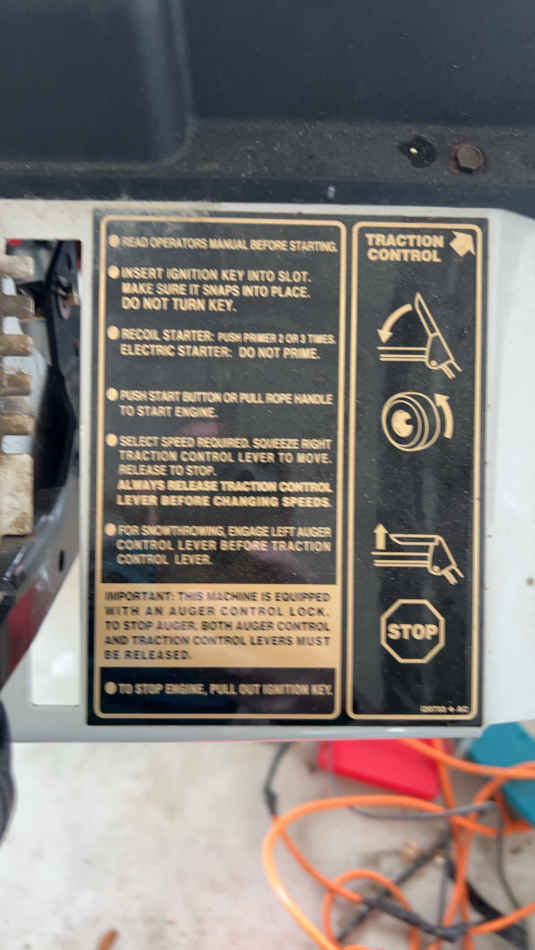 READ OPERATORS MANUAL BEFORE STARTING.
INSERT IGNITION KEY INTO SLOT.
MAKE SURE IT SNAPS INTO PLACE.
DO NOT TURN KEY.
RECOIL STARTER: PUSH PRIMER 2 OR 3 TIMES.
ELECTRIC STARTER: DO NOT PRIME.
PUSH START BUTTON OR PULL ROPE HANDLE
TO START ENGINE.
SELECT SPEED REQUIRED. SQUEEZE RIGHT
TRACTION CONTROL LEVER TO MOVE.
RELEASE TO STOP.
ALWAYS RELEASE TRACTION CONTROL
LEVER BEFORE CHANGING SPEEDS.
FOR SNOWTHROWING, ENGAGE LEFT AUGER
CONTROL LEVER BEFORE TRACTION
CONTROL LEVER.
IMPORTANT: THIS MACHINE IS EQUIPPED
WITH AN AUGER CONTROL LOCK.
TO STOP AUGER, BOTH AUGER CONTROL
AND TRACTION CONTROL LEVERS MUST
BE RELEASED.
TO STOP ENGINE, PULL OUT IGNITION KEY.
TRACTION
CONTROL
STOP